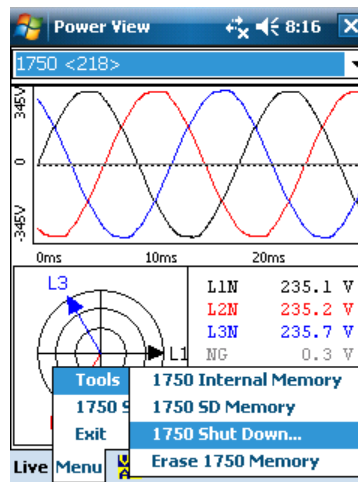 Power View 8:16
1750 <218>
345V
0
-345V
0ms 10ms 20ms
L3
L1
L1N 235.1 V
L2N 235.2 V
L3N 235.7 V
NG 0.3 V
Tools
1750 S
Exit
1750 Internal Memory
1750 SD Memory
1750 Shut Down...
Erase 1750 Memory
Live Menu